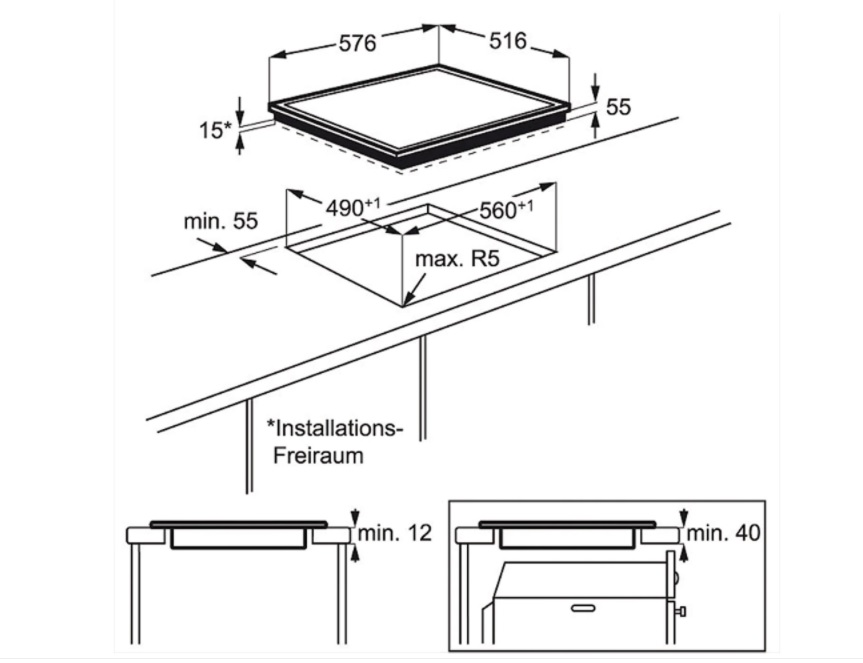 576
516
55
15*
490+1
560+1
min. 55
max. R5
*Installations-
Freiraum
min. 12
min. 40